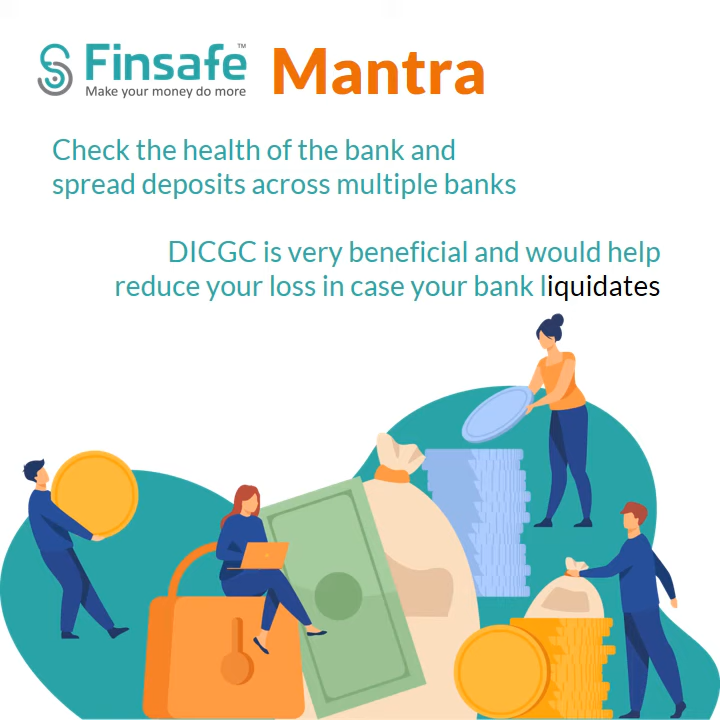 Finsafe™ Mantra
Make your money do more
Check the health of the bank and
spread deposits across multiple banks
DICGC is very beneficial and would help
reduce your loss in case your bank liquidates